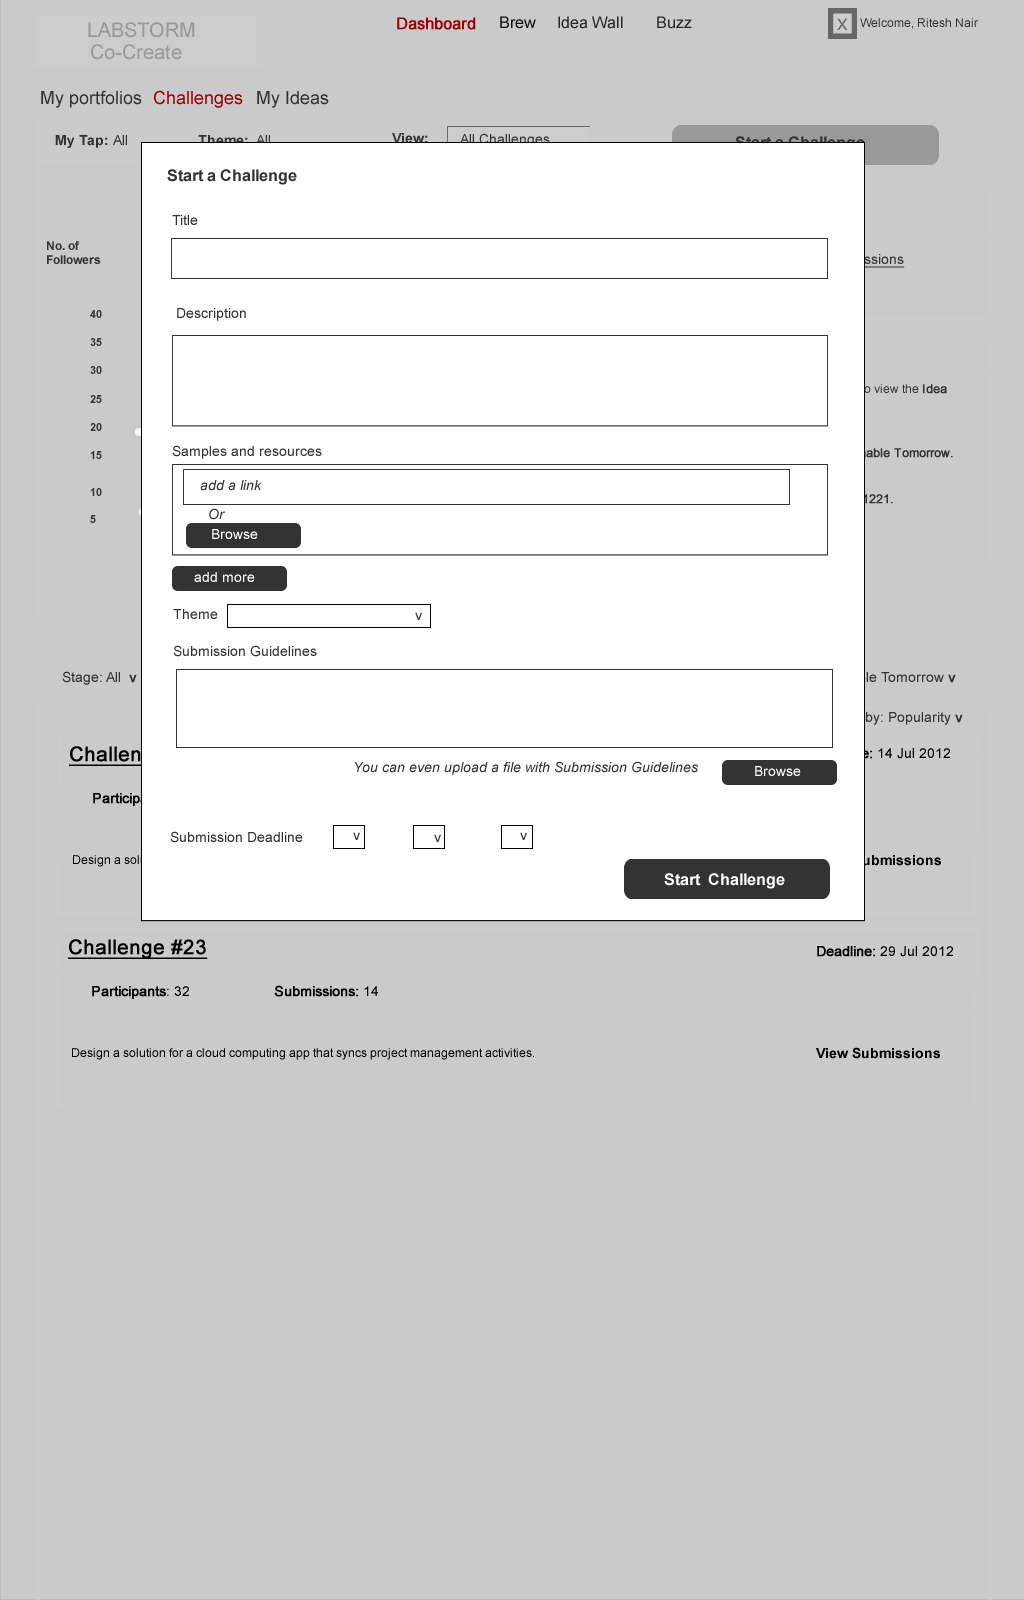 LABSTORM
Co-Create
Dashboard Brew Idea Wall Buzz
X Welcome, Ritesh Nair
My portfolios Challenges My Ideas
My Tap: All Theme: All View: All Challenges
Start a Challenge
Start a Challenge
Title
No. of
Followers
ssions
Description
40
35
30
25
20
15
10
5
o view the Idea
able Tomorrow.
1221.
Samples and resources
add a link
Or
Browse
add more
Theme v
Submission Guidelines
Stage: All v
le Tomorrow v
by: Popularity v
You can even upload a file with Submission Guidelines Browse
Challen
e: 14 Jul 2012
Particip
Submission Deadline v v v
Design a sol
ubmissions
Start Challenge
Challenge #23
Deadline: 29 Jul 2012
Participants: 32 Submissions: 14
Design a solution for a cloud computing app that syncs project management activities.
View Submissions